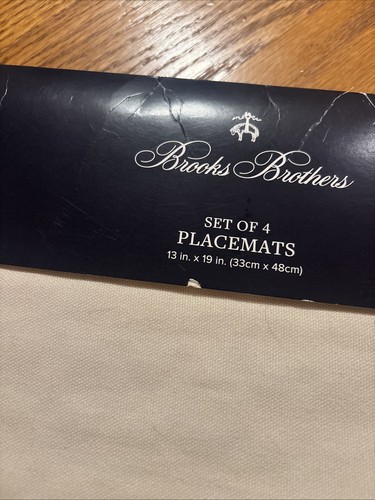 Brooks Brothers
SET OF 4
PLACEMATS
13 in. x 19 in. (33cm x 48cm)